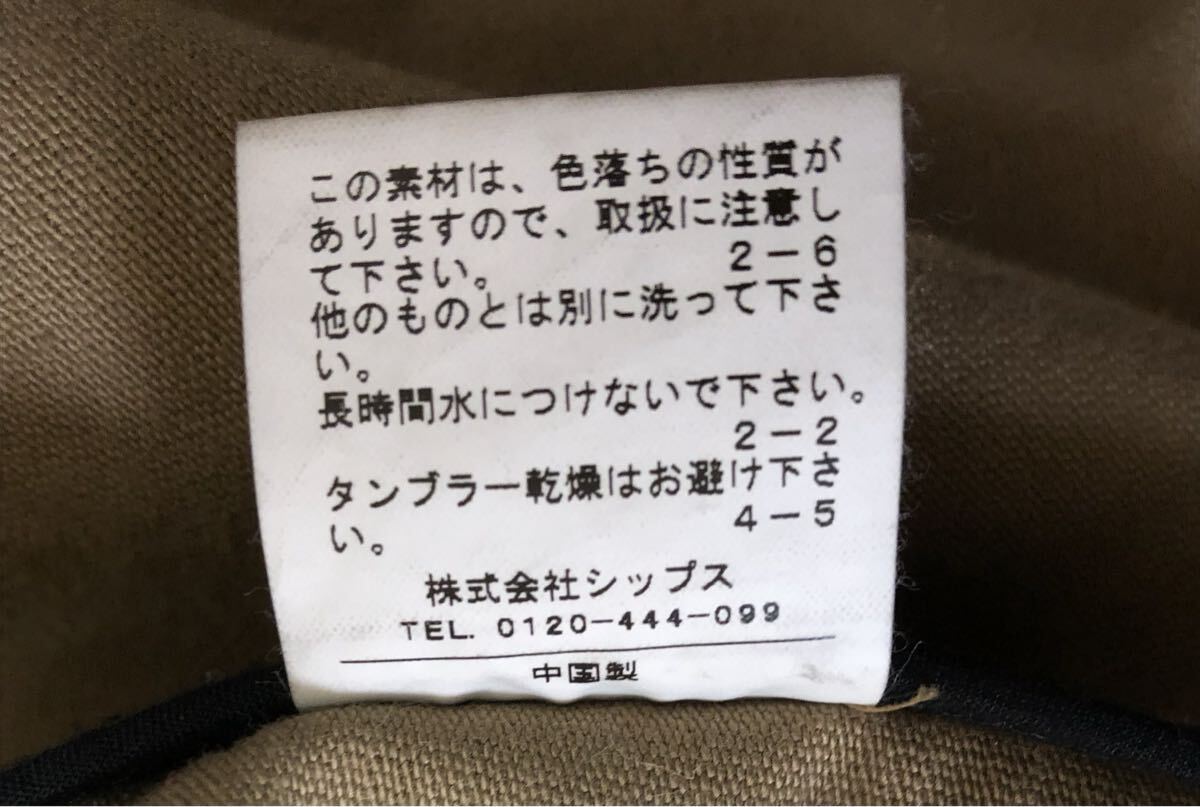 この素材は、色落ちの性質が
ありますので、取扱に注意し
て下さい。 2-6
他のものとは別に洗って下さ
い。
長時間水につけないで下さい。
2-2
タンブラー乾燥はお避け下さ
い。 4-5
株式会社シップス
TEL. 0120-444-099
中国製